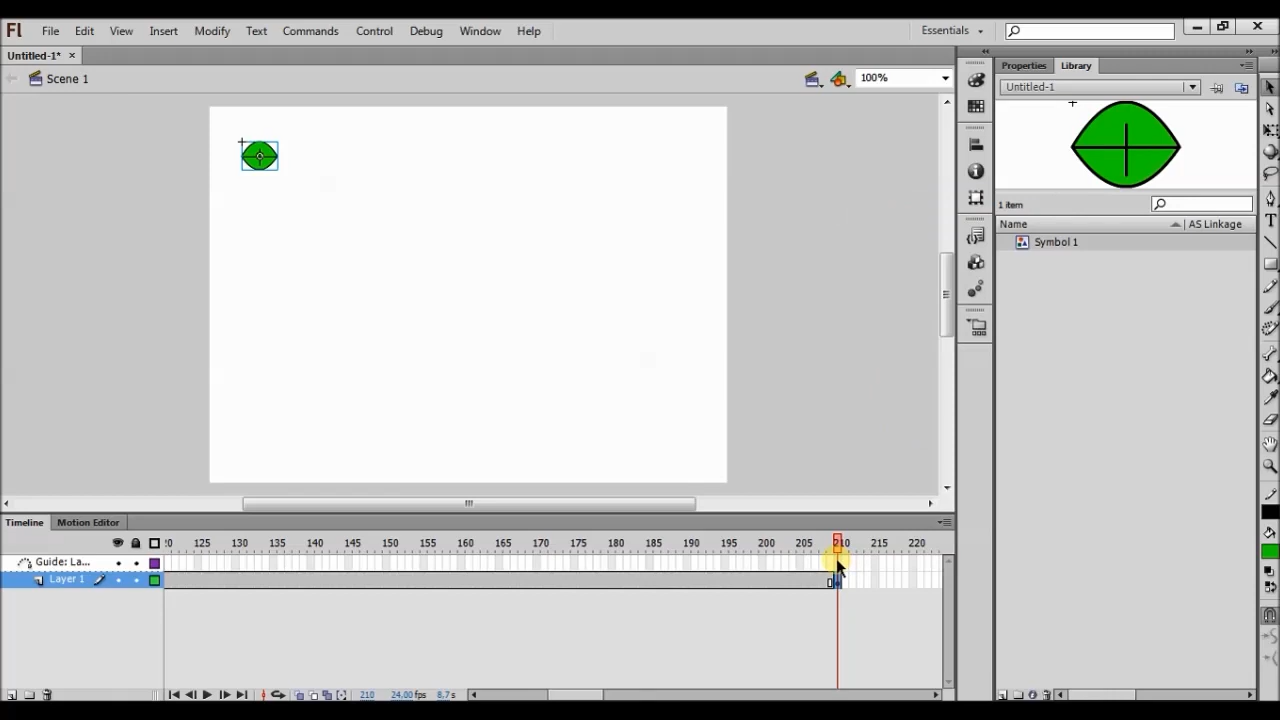 Fl File Edit View Insert Modify Text Commands Control Debug Window Help Essentials
Untitled-1* ×
Scene 1 100%
Properties Library
Untitled-1
1 item
Name AS Linkage
Symbol 1
Timeline Motion Editor
125 130 135 140 145 150 155 160 165 170 175 180 185 190 195 200 205 210 215 220
Guide: La...
Layer 1
210 24.00 fps 8.7 s